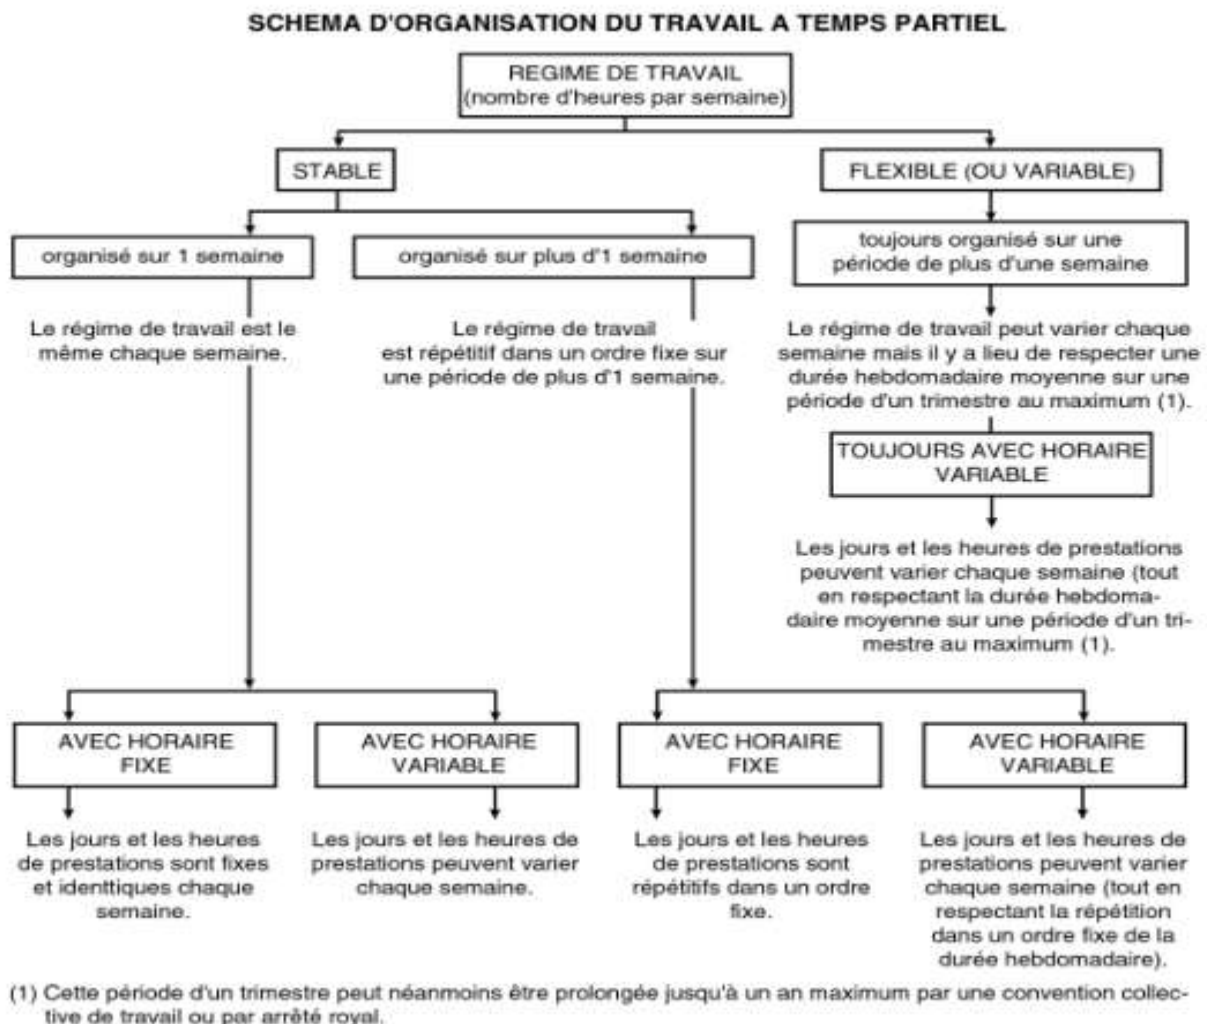 SCHEMA D'ORGANISATION DU TRAVAIL A TEMPS PARTIEL
REGIME DE TRAVAIL
(nombre d'heures par semaine)
STABLE
FLEXIBLE (OU VARIABLE)
organisé sur 1 semaine
organisé sur plus d'1 semaine
toujours organisé sur une
période de plus d'une semaine
Le régime de travail est le
même chaque semaine.
Le régime de travail
est répétitif dans un ordre fixe sur
une période de plus d'1 semaine.
Le régime de travail peut varier chaque
semaine mais il y a lieu de respecter une
durée hebdomadaire moyenne sur une
période d'un trimestre au maximum (1).
TOUJOURS AVEC HORAIRE
VARIABLE
Les jours et les heures de prestations
peuvent varier chaque semaine (tout
en respectant la durée hebdoma-
daire moyenne sur une période d'un tri-
mestre au maximum (1).
AVEC HORAIRE
FIXE
Les jours et les heures
de prestations sont fixes
et identtiques chaque
semaine.
AVEC HORAIRE
VARIABLE
Les jours et les heures de
prestations peuvent varier
chaque semaine.
AVEC HORAIRE
FIXE
Les jours et les heures
de prestations sont
répétitifs dans un ordre
fixe.
AVEC HORAIRE
VARIABLE
Les jours et les heures de
prestations peuvent varier
chaque semaine (tout en
respectant la répétition
dans un ordre fixe de la
durée hebdomadaire).
(1) Cette période d'un trimestre peut néanmoins être prolongée jusqu'à un an maximum par une convention collec-
tive de travail ou par arrêté royal.